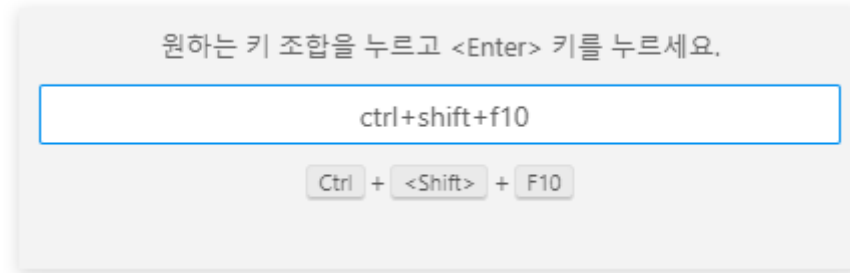 원하는 키 조합을 누르고 <Enter> 키를 누르세요.
ctrl+shift+f10
Ctrl + <Shift> + F10